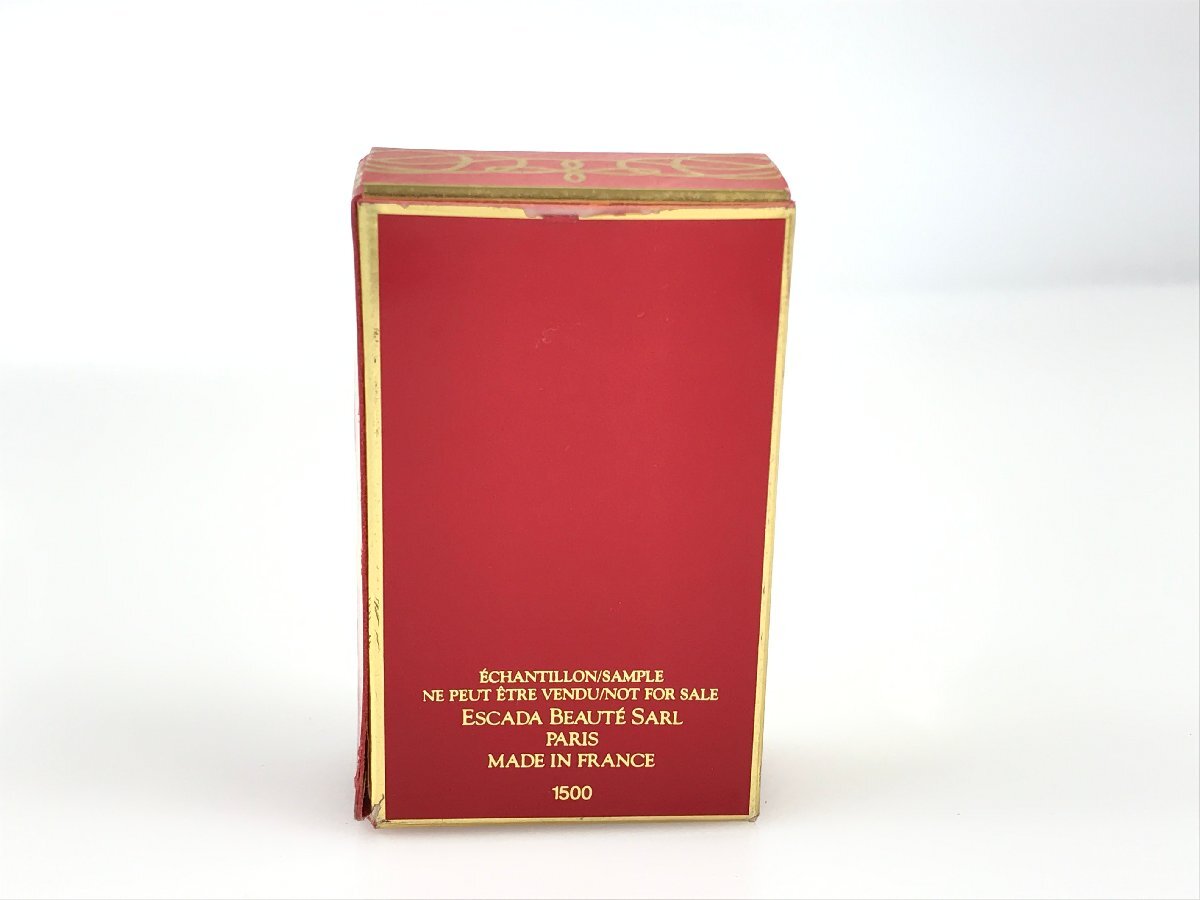 ÉCHANTILLON/SAMPLE
NE PEUT ÊTRE VENDU/NOT FOR SALE
ESCADA BEAUTÉ SARL
PARIS
MADE IN FRANCE
1500